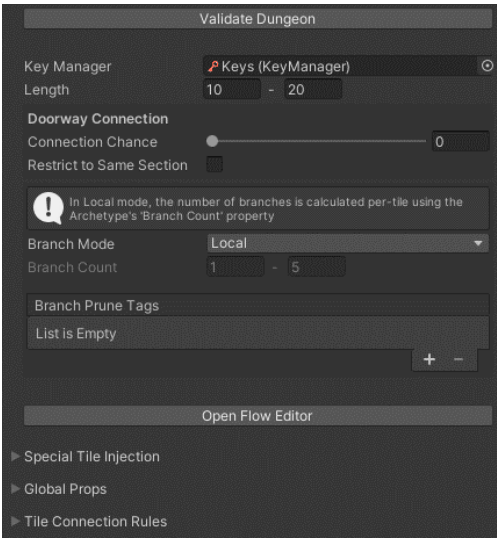 Validate Dungeon
Key Manager Keys (KeyManager)
Length 10 - 20
Doorway Connection
Connection Chance 0
Restrict to Same Section
In Local mode, the number of branches is calculated per-tile using the
Archetype's 'Branch Count' property
Branch Mode Local
Branch Count 1 - 5
Branch Prune Tags
List is Empty
+ −
Open Flow Editor
Special Tile Injection
Global Props
Tile Connection Rules